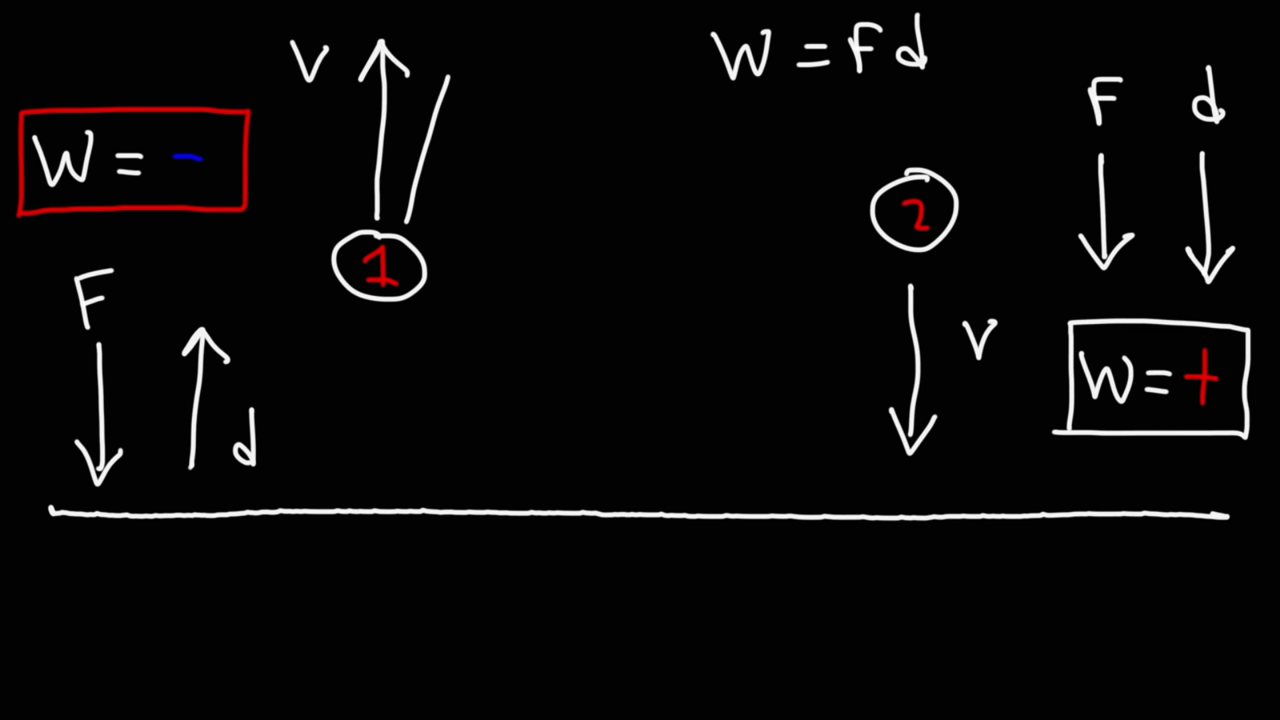 V
W = Fd
F
d
W = -
1
2
F
V
W = +
d